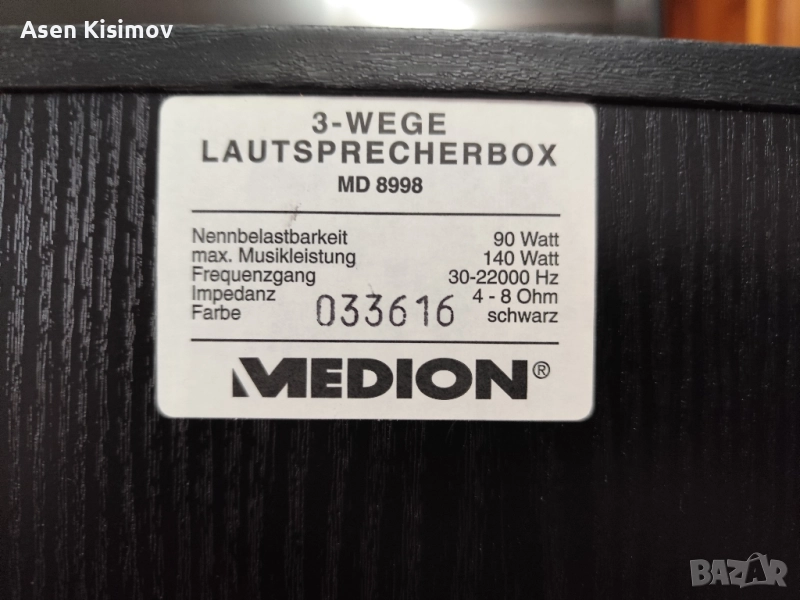 Asen Kisimov
3-WEGE
LAUTSPRECHERBOX
MD 8998
Nennbelastbarkeit 90 Watt
max. Musikleistung 140 Watt
Frequenzgang 30-22000 Hz
Impedanz 4 - 8 Ohm
Farbe 033616 schwarz
MEDION®
BAZAR